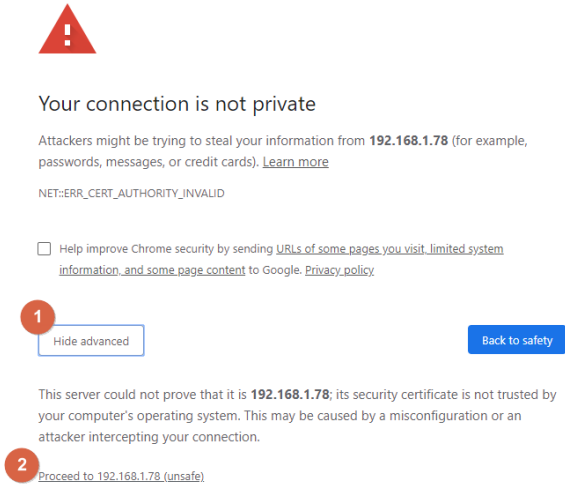 !
Your connection is not private
Attackers might be trying to steal your information from 192.168.1.78 (for example,
passwords, messages, or credit cards). Learn more
NET::ERR_CERT_AUTHORITY_INVALID
Help improve Chrome security by sending URLs of some pages you visit, limited system
information, and some page content to Google. Privacy policy
1
Hide advanced
Back to safety
This server could not prove that it is 192.168.1.78; its security certificate is not trusted by
your computer's operating system. This may be caused by a misconfiguration or an
attacker intercepting your connection.
2
Proceed to 192.168.1.78 (unsafe)